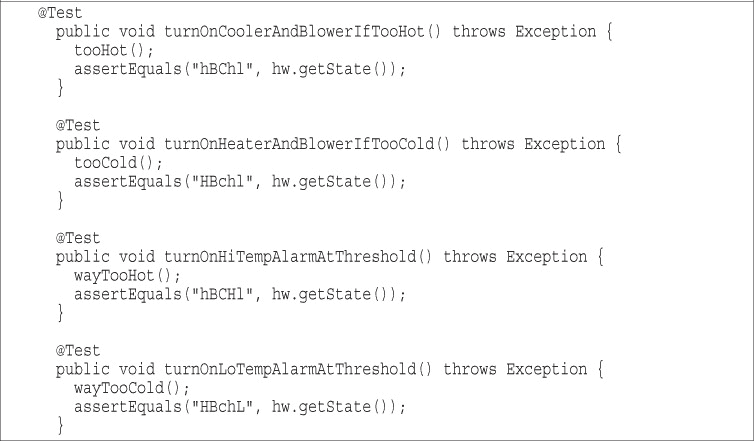 @Test
public void turnOnCoolerAndBlowerIfTooHot() throws Exception {
tooHot();
assertEquals("hBChl", hw.getState());
}
@Test
public void turnOnHeaterAndBlowerIfTooCold() throws Exception {
tooCold();
assertEquals("HBchl", hw.getState());
}
@Test
public void turnOnHiTempAlarmAtThreshold() throws Exception {
wayTooHot();
assertEquals("hBCHl", hw.getState());
}
@Test
public void turnOnLoTempAlarmAtThreshold() throws Exception {
wayTooCold();
assertEquals("HBchL", hw.getState());
}